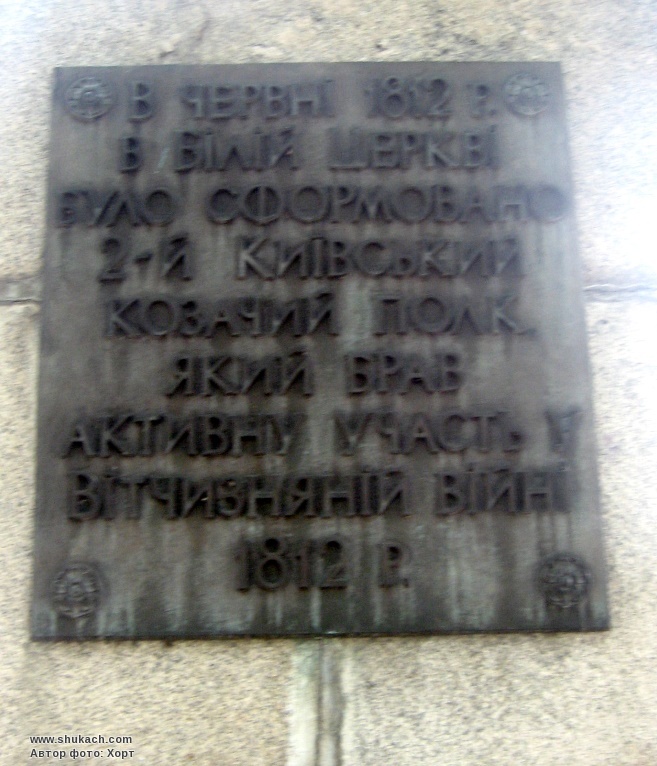 В ЧЕРВНІ 1812 Р.
В БІЛІЙ ЦЕРКВІ
БУЛО СФОРМОВАНО
2-Й КИЇВСЬКИЙ
КОЗАЧИЙ ПОЛК,
ЯКИЙ БРАВ
АКТИВНУ УЧАСТЬ У
ВІТЧИЗНЯНІЙ ВІЙНІ
1812 Р.
www.shukach.com
Автор фото: Хорт